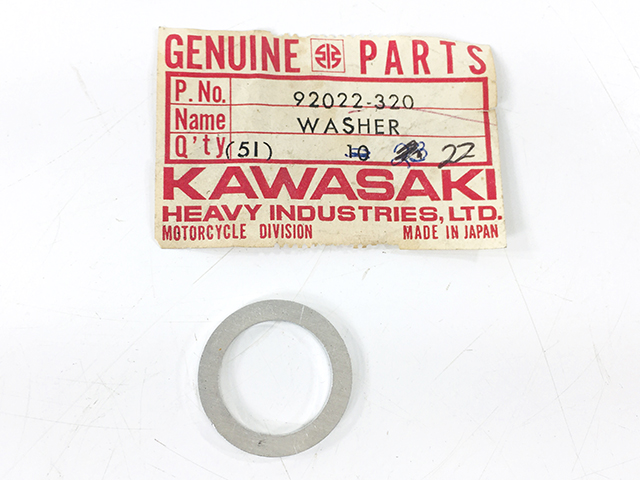 GENUINE PARTS
P. No. 92022-320
Name WASHER
Q'ty (51) 10 23 22
KAWASAKI
HEAVY INDUSTRIES, LTD.
MOTORCYCLE DIVISION MADE IN JAPAN